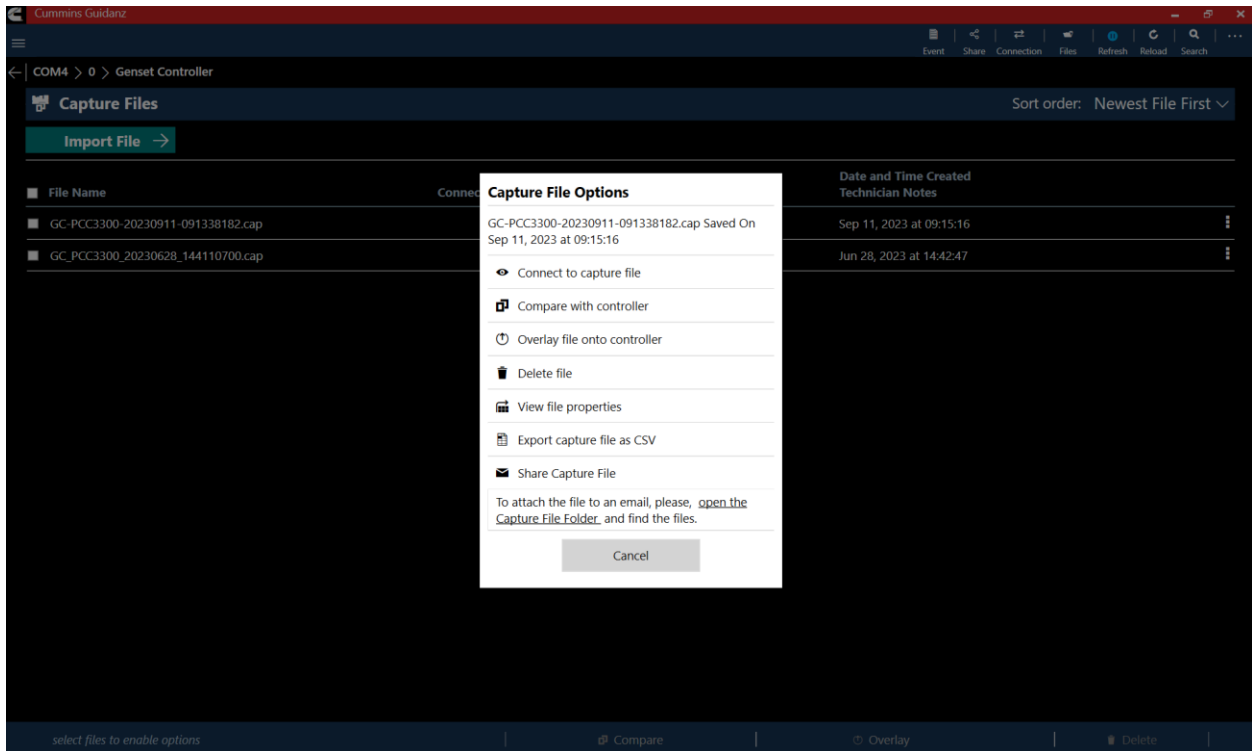 Cummins Guidanz
Event Share Connection Files Refresh Reload Search
COM4 > 0 > Genset Controller
Capture Files
Sort order: Newest File First
Import File
File Name
Date and Time Created
Technician Notes
GC-PCC3300-20230911-091338182.cap
Sep 11, 2023 at 09:15:16
GC_PCC3300_20230628_144110700.cap
Jun 28, 2023 at 14:42:47
Capture File Options
GC-PCC3300-20230911-091338182.cap Saved On
Sep 11, 2023 at 09:15:16
Connect to capture file
Compare with controller
Overlay file onto controller
Delete file
View file properties
Export capture file as CSV
Share Capture File
To attach the file to an email, please, open the
Capture File Folder and find the files.
Cancel
select files to enable options
Compare
Overlay
Delete